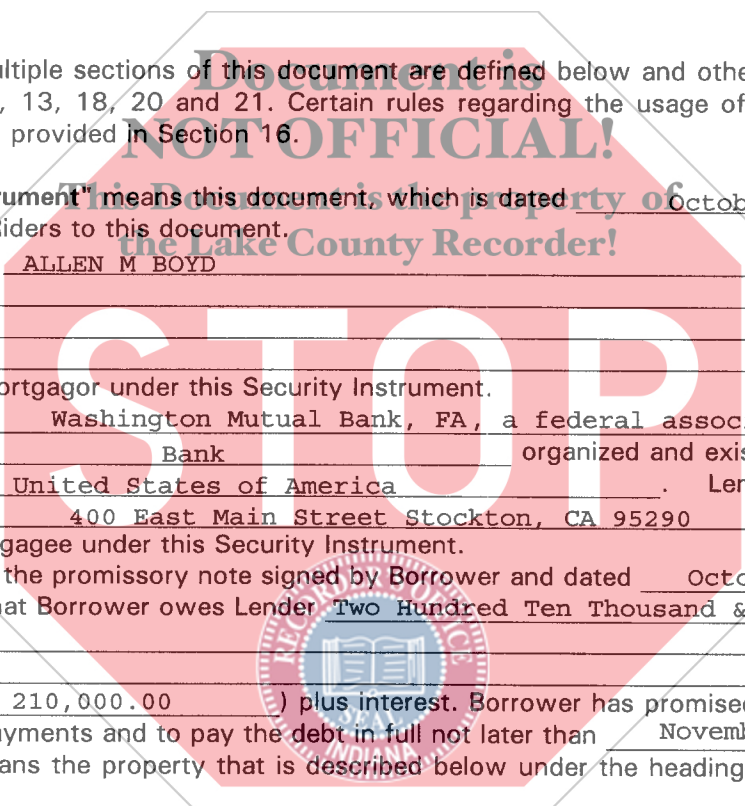 Document is
ultiple sections of this document are defined below and othe
, 13, 18, 20 and 21. Certain rules regarding the usage of
provided in Section 16.
NOT OFFICIAL!
rument" means this document, which is dated Octob
This Document is the property of
Riders to this document.
the Lake County Recorder!
ALLEN M BOYD
STOP
ortgagor under this Security Instrument.
Washington Mutual Bank, FA, a federal assoc
Bank organized and exis
United States of America . Len
400 East Main Street Stockton, CA 95290
gagee under this Security Instrument.
the promissory note signed by Borrower and dated Octo
hat Borrower owes Lender Two Hundred Ten Thousand &
RECORDER'S OFFICE
210,000.00 ) plus interest. Borrower has promised
SEAL
ayments and to pay the debt in full not later than Novemb
INDIANA
ans the property that is described below under the heading